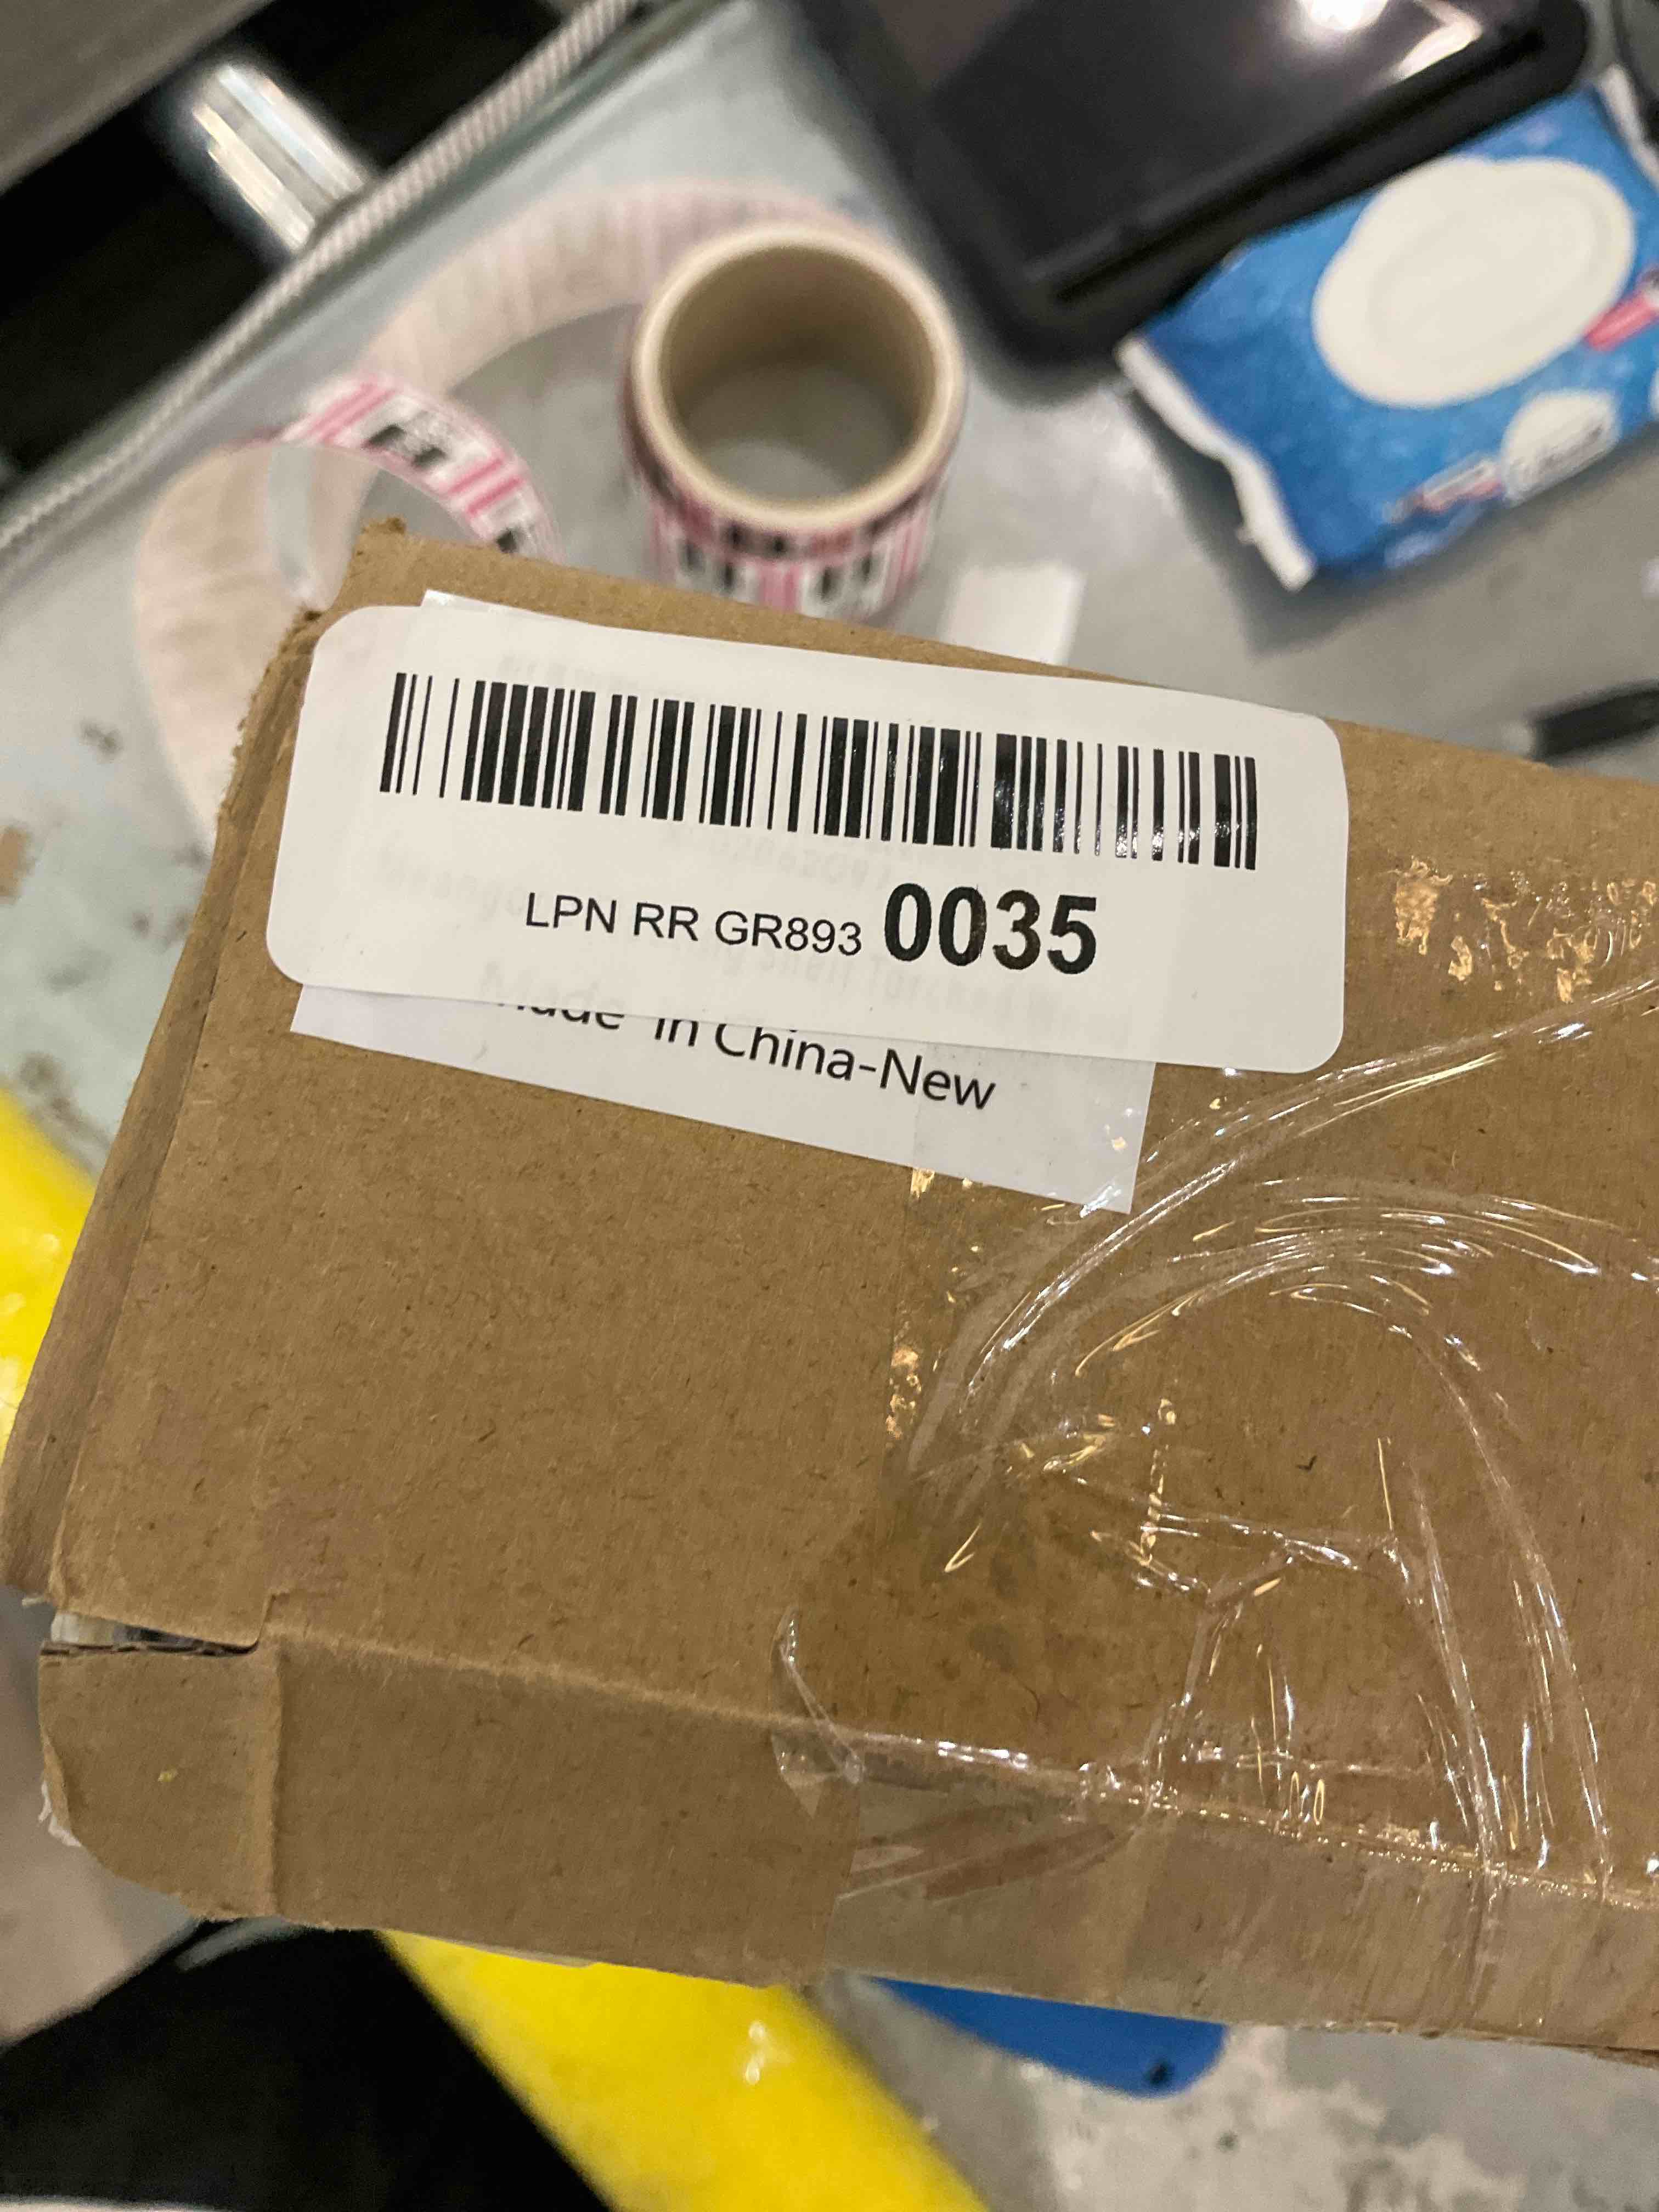 LPN RR GR893 0035
Made in China-New